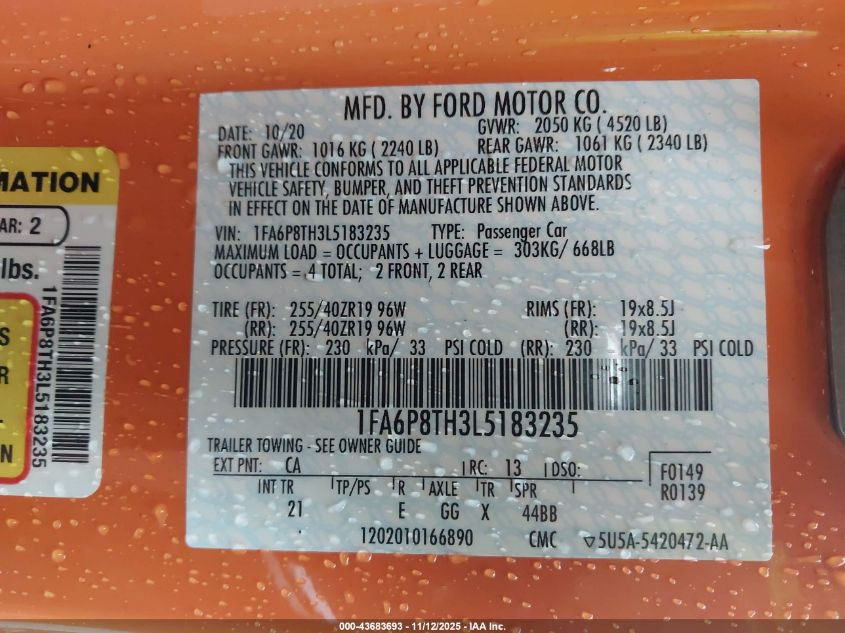 MATION
AR: 2
lbs.
S
R
.
N
1FA6P8TH3L5183235
MFD. BY FORD MOTOR CO.
DATE: 10/20 GVWR: 2050 KG ( 4520 LB)
FRONT GAWR: 1016 KG ( 2240 LB) REAR GAWR: 1061 KG ( 2340 LB)
THIS VEHICLE CONFORMS TO ALL APPLICABLE FEDERAL MOTOR
VEHICLE SAFETY, BUMPER, AND THEFT PREVENTION STANDARDS
IN EFFECT ON THE DATE OF MANUFACTURE SHOWN ABOVE.
VIN: 1FA6P8TH3L5183235 TYPE: Passenger Car
MAXIMUM LOAD = OCCUPANTS + LUGGAGE = 303KG/ 668LB
OCCUPANTS = 4 TOTAL; 2 FRONT, 2 REAR
TIRE (FR): 255/40ZR19 96W RIMS (FR): 19x8.5J
(RR): 255/40ZR19 96W (RR): 19x8.5J
PRESSURE (FR): 230 kPa/ 33 PSI COLD (RR): 230 kPa/ 33 PSI COLD
1FA6P8TH3L5183235
TRAILER TOWING - SEE OWNER GUIDE
EXT PNT: CA RC: 13 DSO: F0149
R0139
INT TR TP/PS R AXLE TR SPR
21 E GG X 44BB
1202010166890 CMC 5U5A-5420472-AA
000-43683693 - 11/12/2025 - IAA Inc.